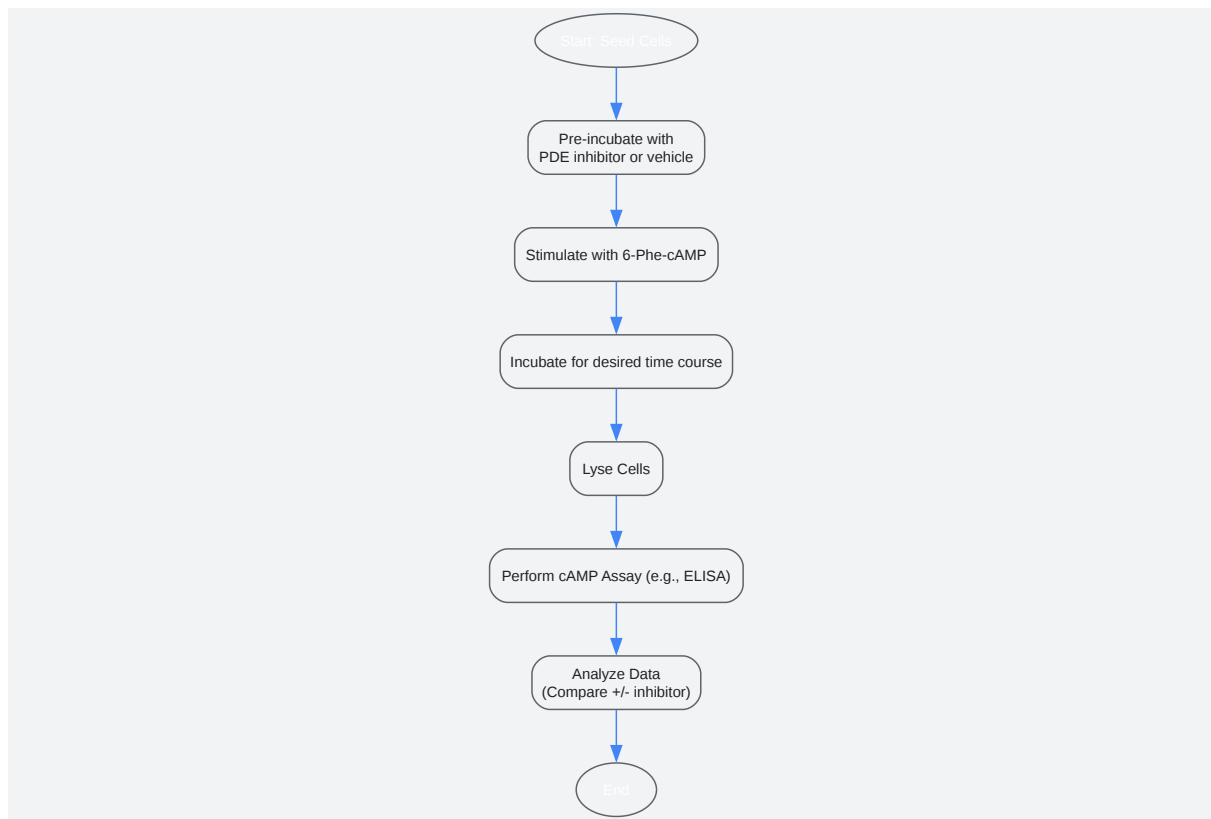 Start: Seed Cells
Pre-incubate with
PDE inhibitor or vehicle
Stimulate with 6-Phe-cAMP
Incubate for desired time course
Lyse Cells
Perform cAMP Assay (e.g., ELISA)
Analyze Data
(Compare +/- inhibitor)
End